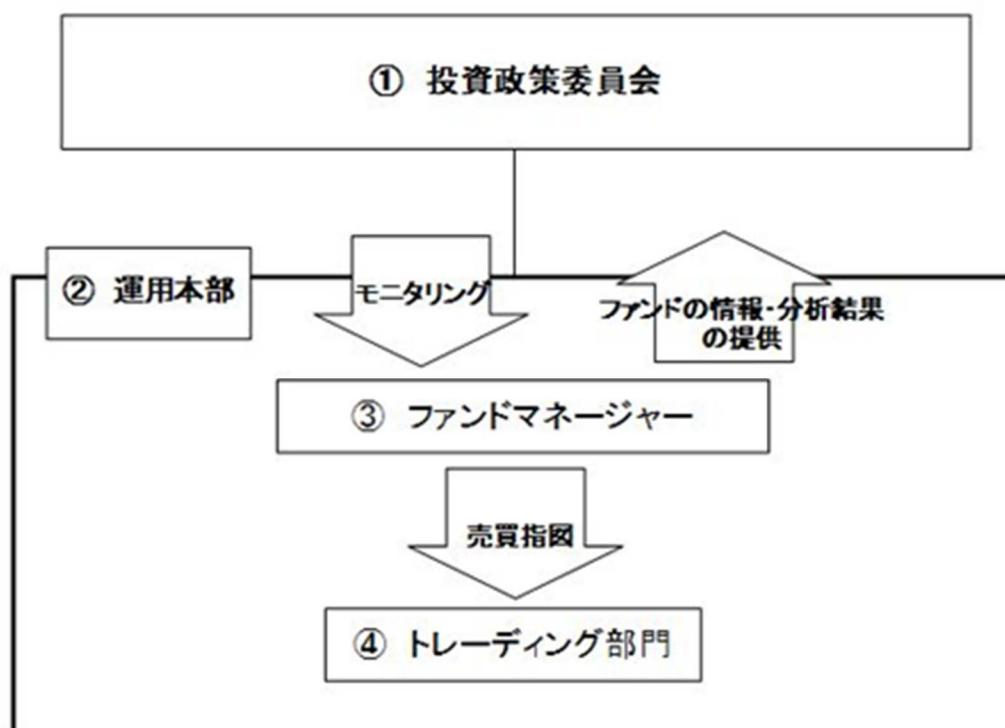 ① 投資政策委員会
② 運用本部
モニタリング
ファンドの情報・分析結果
の提供
③ ファンドマネージャー
売買指図
④ トレーディング部門